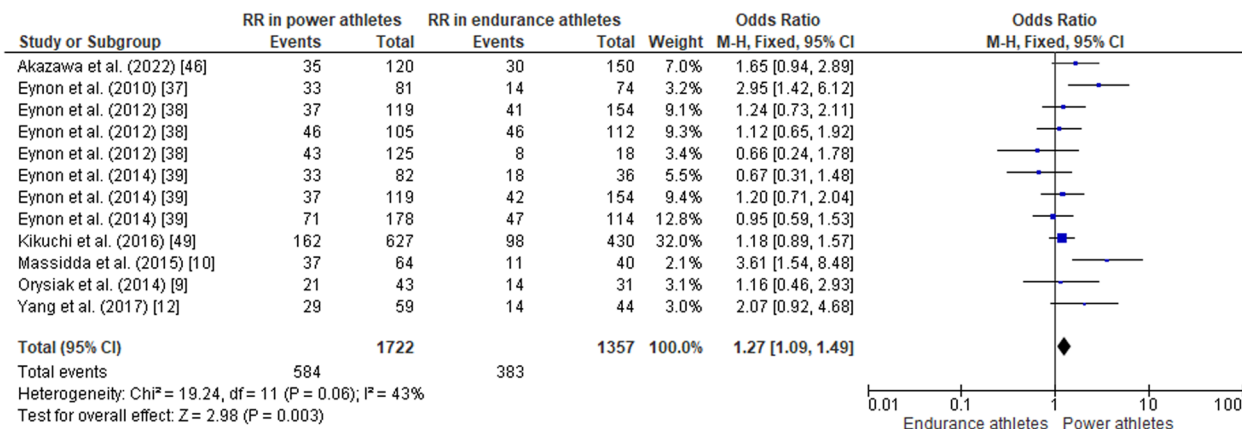 RR in power athletes RR in endurance athletes Odds Ratio Odds Ratio
Study or Subgroup Events Total Events Total Weight M-H, Fixed, 95% CI M-H, Fixed, 95% CI
Akazawa et al. (2022) [46] 35 120 30 150 7.0% 1.65 [0.94, 2.89]
Eynon et al. (2010) [37] 33 81 14 74 3.2% 2.95 [1.42, 6.12]
Eynon et al. (2012) [38] 37 119 41 154 9.1% 1.24 [0.73, 2.11]
Eynon et al. (2012) [38] 46 105 46 112 9.3% 1.12 [0.65, 1.92]
Eynon et al. (2012) [38] 43 125 8 18 3.4% 0.66 [0.24, 1.78]
Eynon et al. (2014) [39] 33 82 18 36 5.5% 0.67 [0.31, 1.48]
Eynon et al. (2014) [39] 37 119 42 154 9.4% 1.20 [0.71, 2.04]
Eynon et al. (2014) [39] 71 178 47 114 12.8% 0.95 [0.59, 1.53]
Kikuchi et al. (2016) [49] 162 627 98 430 32.0% 1.18 [0.89, 1.57]
Massidda et al. (2015) [10] 37 64 11 40 2.1% 3.61 [1.54, 8.48]
Orysiak et al. (2014) [9] 21 43 14 31 3.1% 1.16 [0.46, 2.93]
Yang et al. (2017) [12] 29 59 14 44 3.0% 2.07 [0.92, 4.68]
Total (95% CI) 1722 1357 100.0% 1.27 [1.09, 1.49]
Total events 584 383
Heterogeneity: Chi² = 19.24, df = 11 (P = 0.06); I² = 43%
Test for overall effect: Z = 2.98 (P = 0.003)
0.01 0.1 1 10 100
Endurance athletes Power athletes